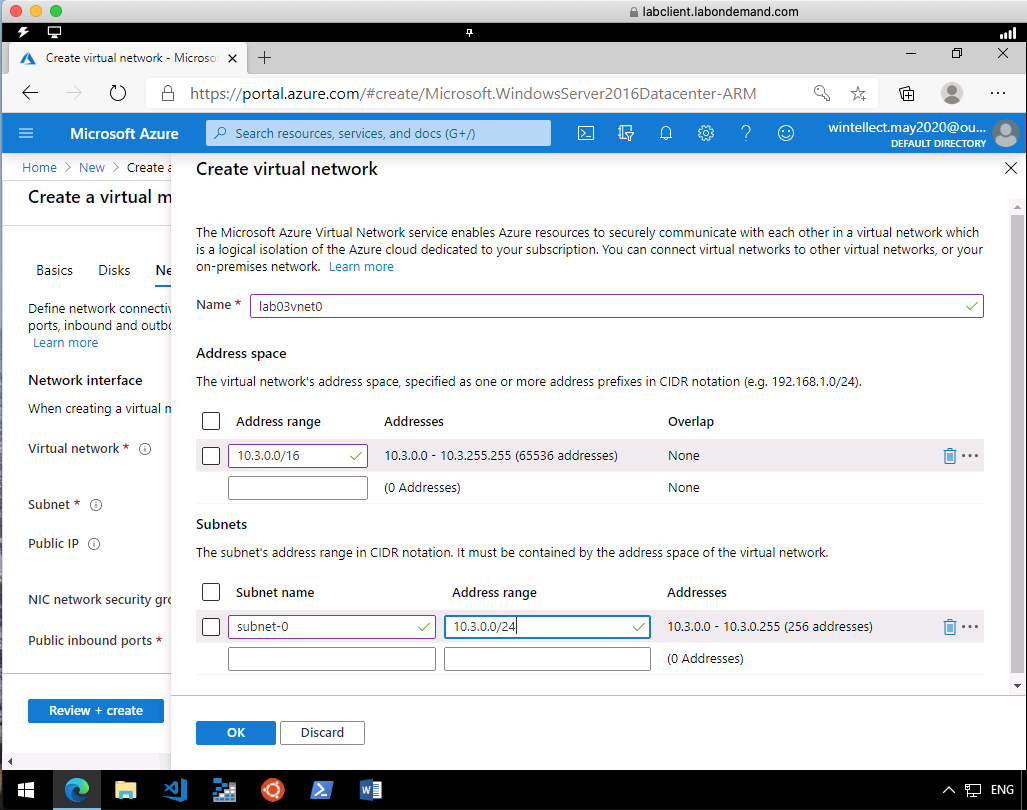 labclient.labondemand.com
Create virtual network - Microso
https://portal.azure.com/#create/Microsoft.WindowsServer2016Datacenter-ARM
Microsoft Azure
Search resources, services, and docs (G+/)
wintellect.may2020@ou...
DEFAULT DIRECTORY
Home > New > Create a
Create a virtual m
Basics Disks Ne
Define network connectiv
ports, inbound and outbo
Learn more
Network interface
When creating a virtual m
Virtual network *
Subnet *
Public IP
NIC network security gro
Public inbound ports *
Review + create
Create virtual network
The Microsoft Azure Virtual Network service enables Azure resources to securely communicate with each other in a virtual network which
is a logical isolation of the Azure cloud dedicated to your subscription. You can connect virtual networks to other virtual networks, or your
on-premises network. Learn more
Name * lab03vnet0
Address space
The virtual network's address space, specified as one or more address prefixes in CIDR notation (e.g. 192.168.1.0/24).
Address range Addresses Overlap
10.3.0.0/16 10.3.0.0 - 10.3.255.255 (65536 addresses) None
(0 Addresses) None
Subnets
The subnet's address range in CIDR notation. It must be contained by the address space of the virtual network.
Subnet name Address range Addresses
subnet-0 10.3.0.0/24 10.3.0.0 - 10.3.0.255 (256 addresses)
(0 Addresses)
OK Discard
ENG